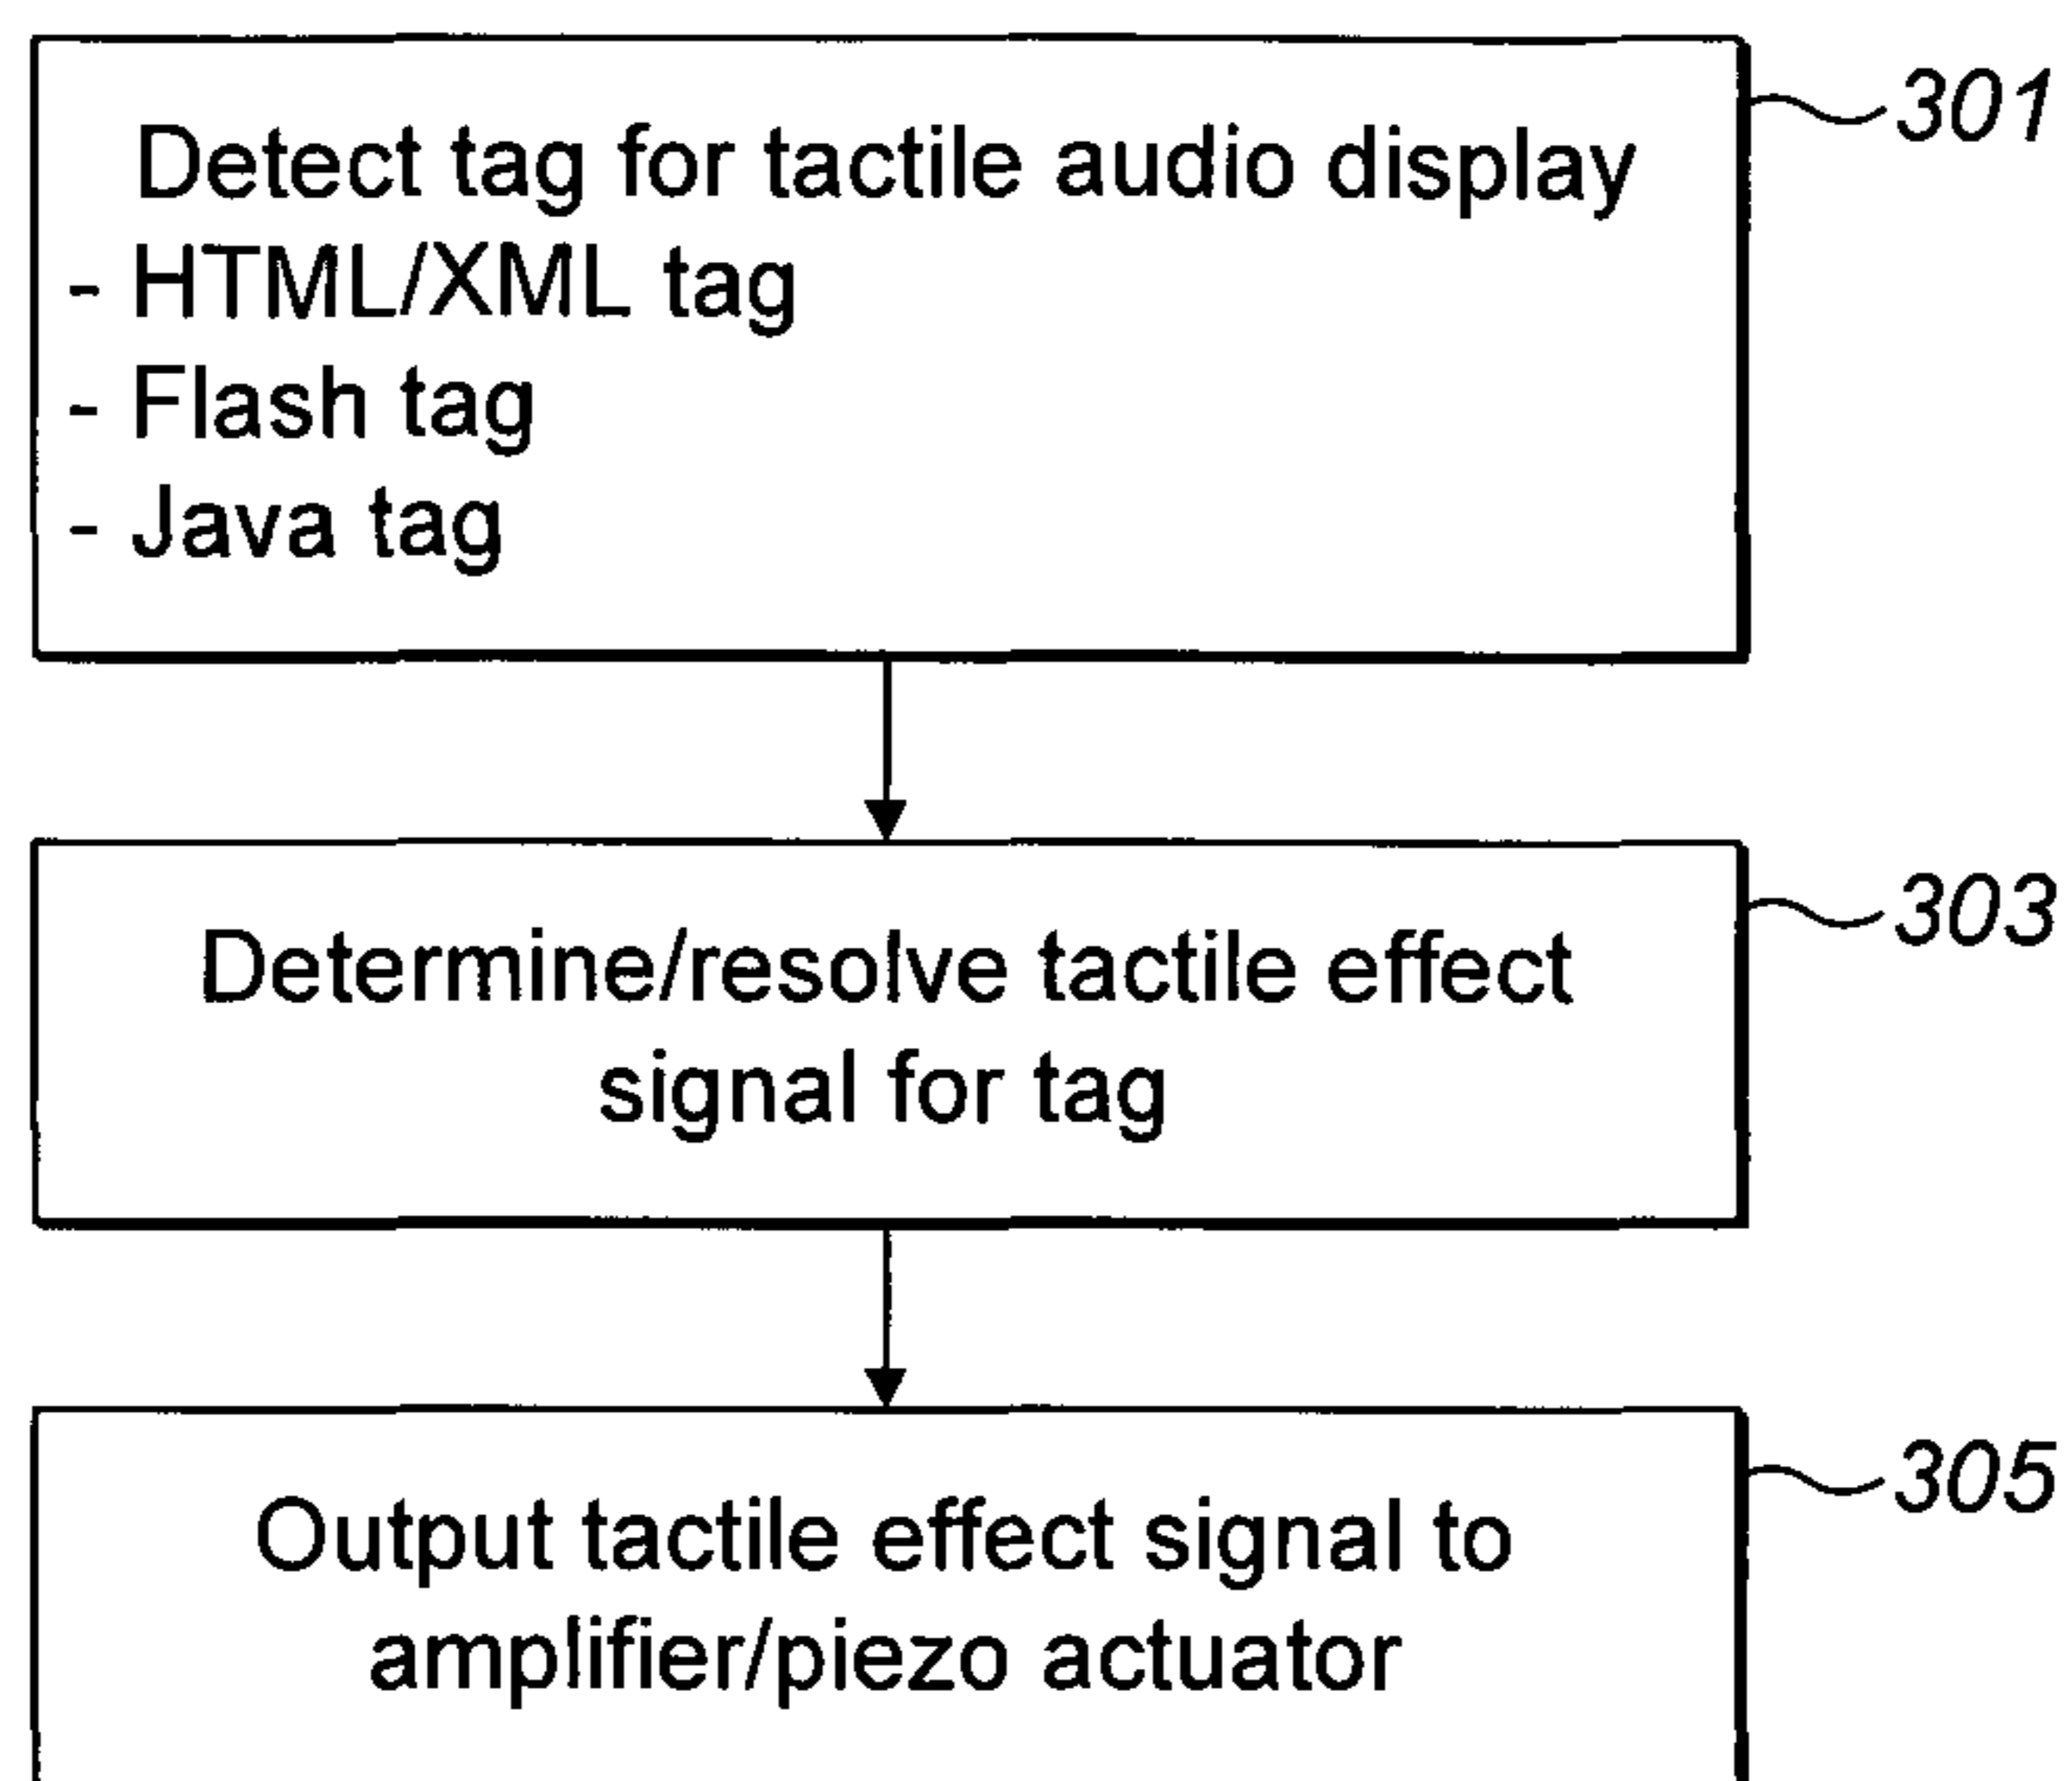 Detect tag for tactile audio display
- HTML/XML tag
- Flash tag
- Java tag
301
Determine/resolve tactile effect
signal for tag
303
Output tactile effect signal to
amplifier/piezo actuator
305